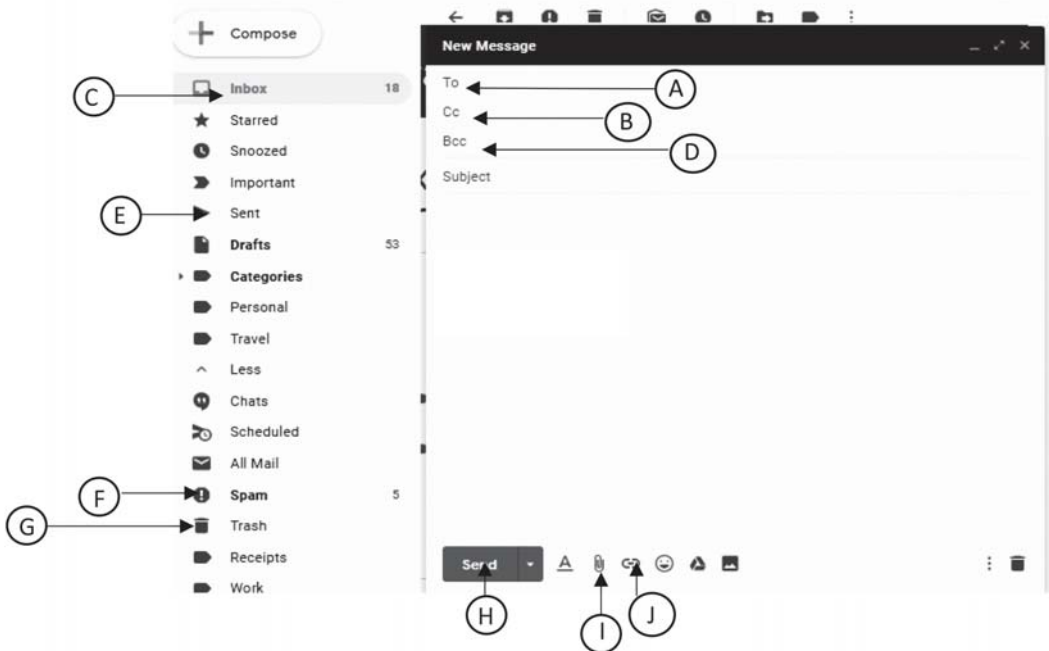 Compose
New Message
Inbox 18
Starred
Snoozed
Important
Sent
Drafts 53
Categories
Personal
Travel
Less
Chats
Scheduled
All Mail
Spam 5
Trash
Receipts
Work
To
Cc
Bcc
Subject
Send
A
B
C
D
E
F
G
H
I
J